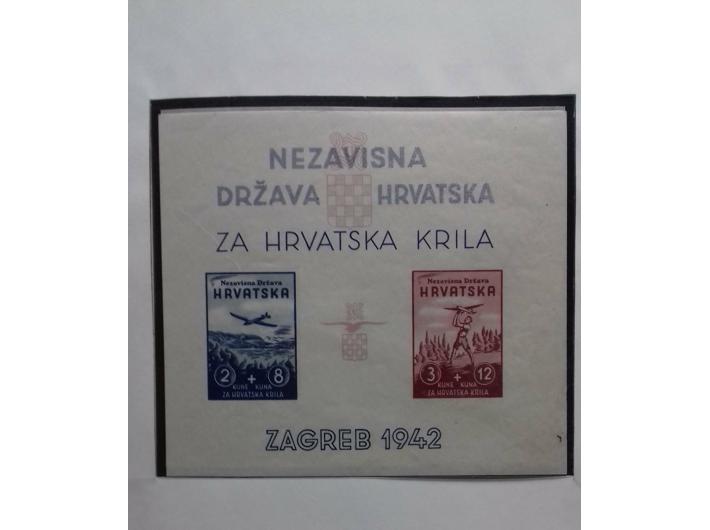 NEZAVISNA
DRŽAVA HRVATSKA
ZA HRVATSKA KRILA
Nezavisna Država
HRVATSKA
2 + 8
KUNE KUNA
ZA HRVATSKA KRILA
Nezavisna Država
HRVATSKA
3 + 12
KUNE KUNA
ZA HRVATSKA KRILA
ZAGREB 1942